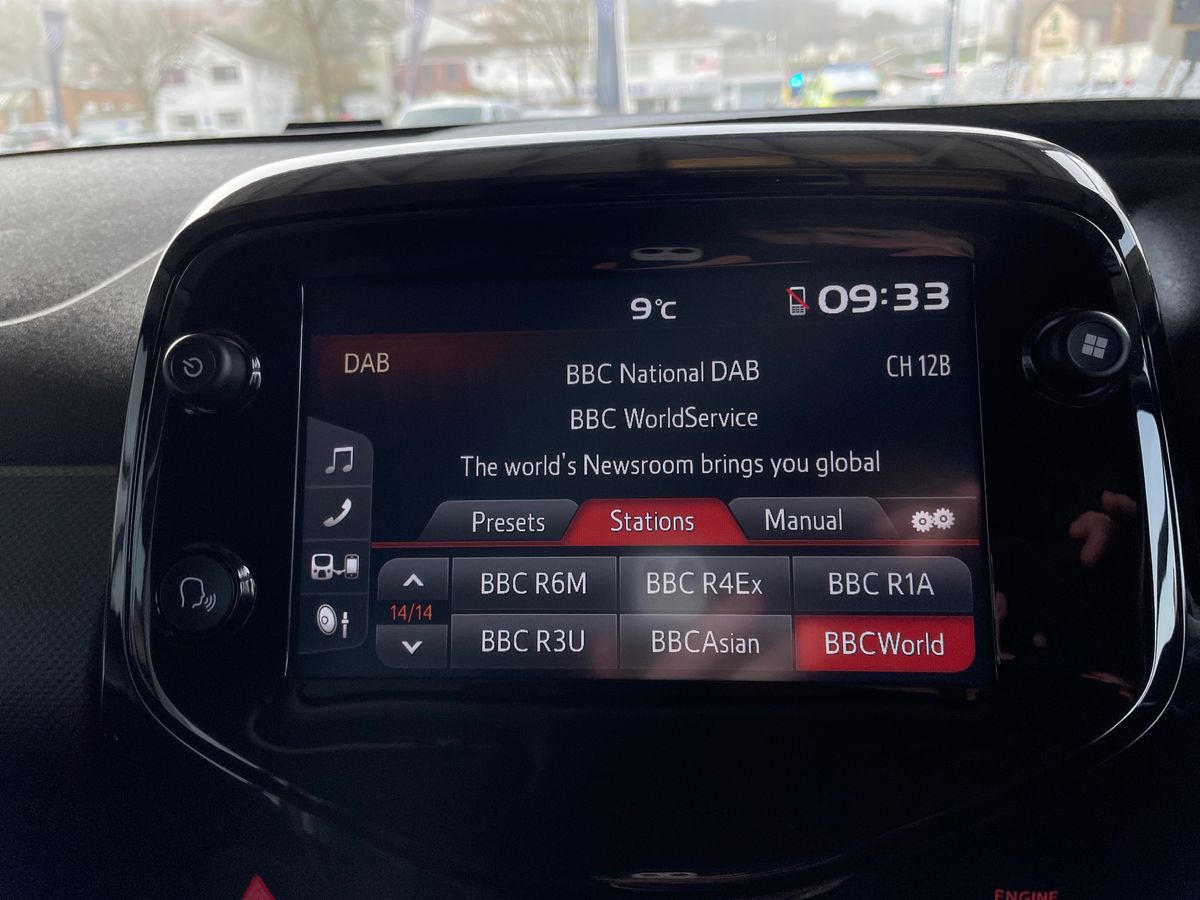 9°C 09:33
DAB BBC National DAB CH 12B
BBC WorldService
The world's Newsroom brings you global
Presets Stations Manual
BBC R6M BBC R4Ex BBC R1A
14/14
BBC R3U BBCAsian BBCWorld
ENGINE